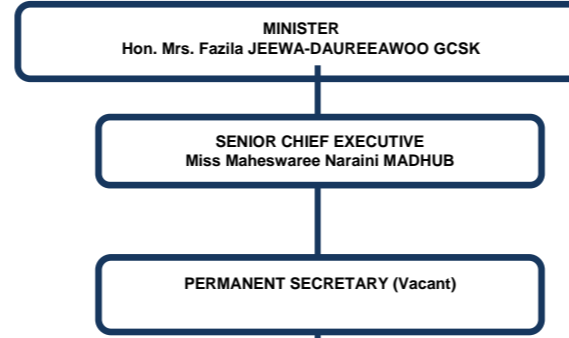 MINISTER
Hon. Mrs. Fazila JEEWA-DAUREEAWOO GCSK
SENIOR CHIEF EXECUTIVE
Miss Maheswaree Naraini MADHUB
PERMANENT SECRETARY (Vacant)